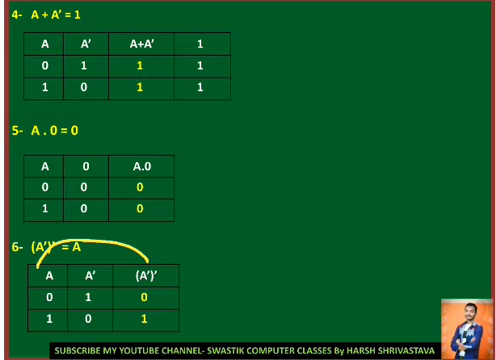 4- A + A' = 1
A A' A+A' 1
0 1 1 1
1 0 1 1
5- A . 0 = 0
A 0 A.0
0 0 0
1 0 0
6- (A')' = A
A A' (A')'
0 1 0
1 0 1
SUBSCRIBE MY YOUTUBE CHANNEL- SWASTIK COMPUTER CLASSES By HARSH SHRIVASTAVA